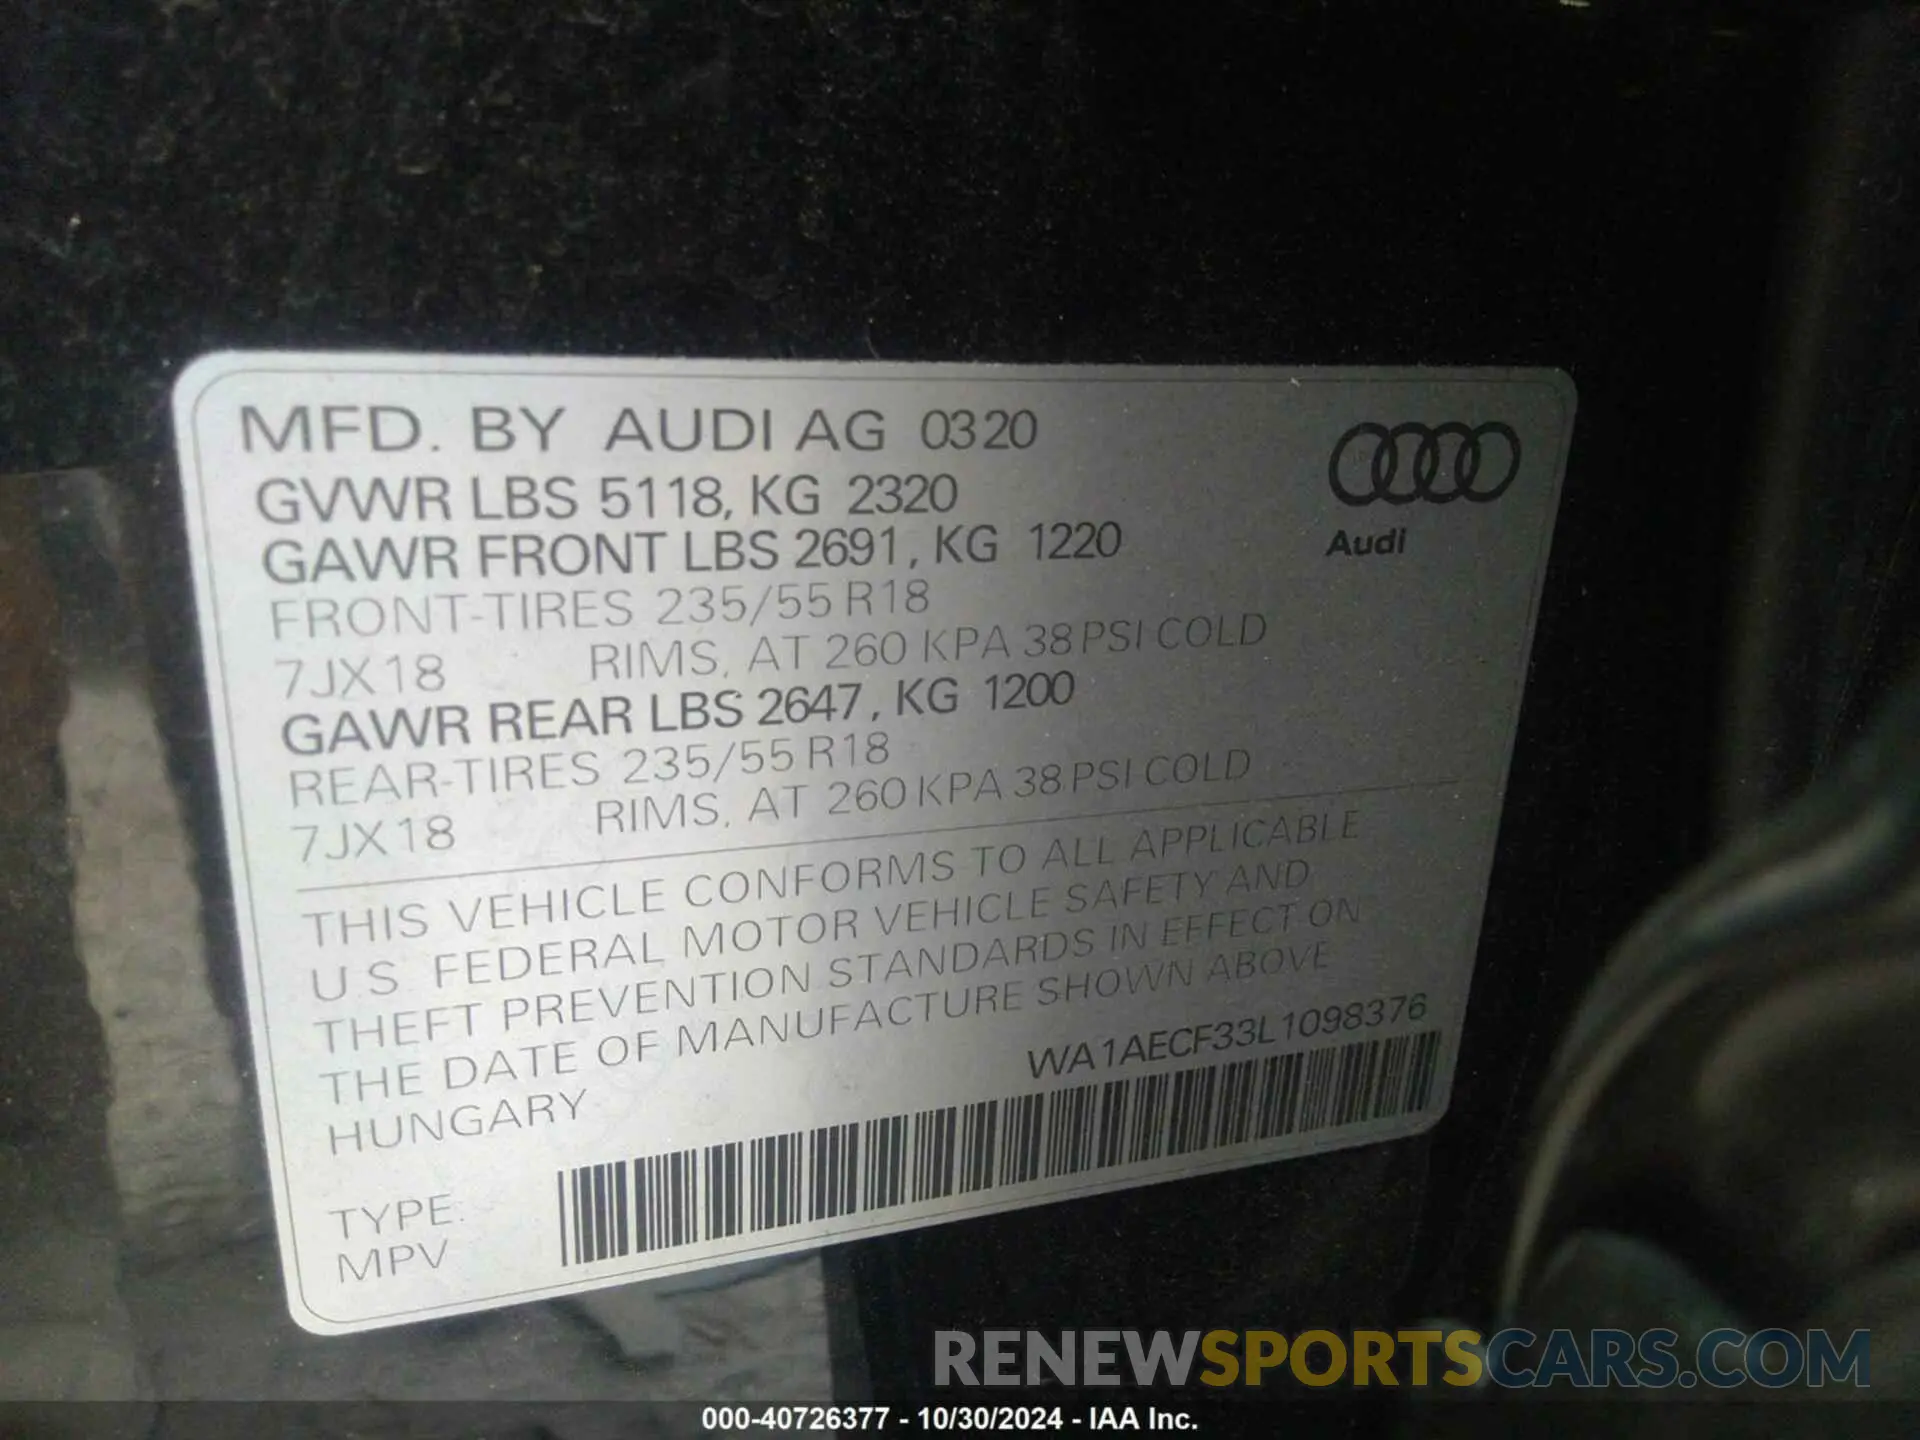 MFD. BY AUDI AG 0320
GVWR LBS 5118, KG 2320
GAWR FRONT LBS 2691, KG 1220
FRONT-TIRES 235/55 R18
7JX18 RIMS, AT 260 KPA 38 PSI COLD
GAWR REAR LBS 2647, KG 1200
REAR-TIRES 235/55 R18
7JX18 RIMS, AT 260 KPA 38 PSI COLD
Audi
THIS VEHICLE CONFORMS TO ALL APPLICABLE
U.S. FEDERAL MOTOR VEHICLE SAFETY AND
THEFT PREVENTION STANDARDS IN EFFECT ON
THE DATE OF MANUFACTURE SHOWN ABOVE
HUNGARY
WA1AECF33L1098376
TYPE:
MPV
RENEWSPORTSCARS.COM
000-40726377 - 10/30/2024 - IAA Inc.